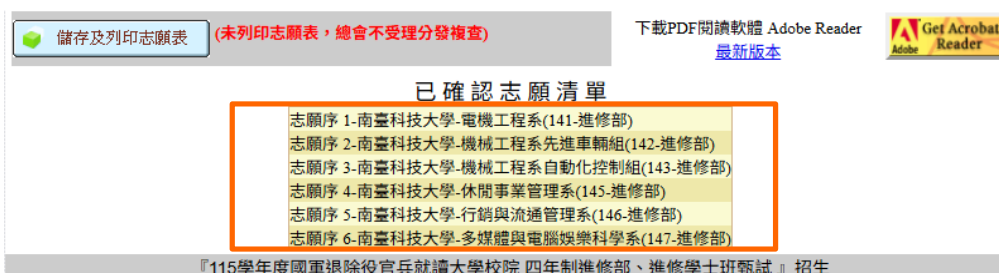 儲存及列印志願表
(未列印志願表，總會不受理分發複查)
下載PDF閱讀軟體 Adobe Reader
最新版本
Get Acrobat
Reader
Adobe
已確認志願清單
志願序 1-南臺科技大學-電機工程系(141-進修部)
志願序 2-南臺科技大學-機械工程系先進車輛組(142-進修部)
志願序 3-南臺科技大學-機械工程系自動化控制組(143-進修部)
志願序 4-南臺科技大學-休閒事業管理系(145-進修部)
志願序 5-南臺科技大學-行銷與流通管理系(146-進修部)
志願序 6-南臺科技大學-多媒體與電腦娛樂科學系(147-進修部)
『115學年度國軍退除役官兵就讀大學校院 四年制進修部、進修學士班甄試 』招生